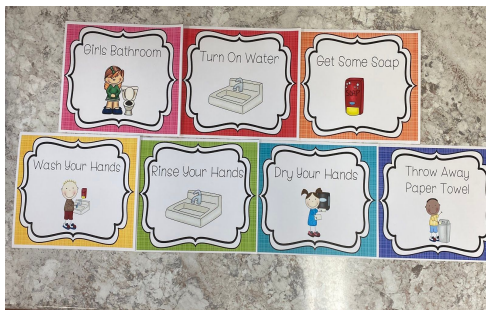 Girls Bathroom
Turn On Water
Get Some Soap
Wash Your Hands
Rinse Your Hands
Dry Your Hands
Throw Away
Paper Towel